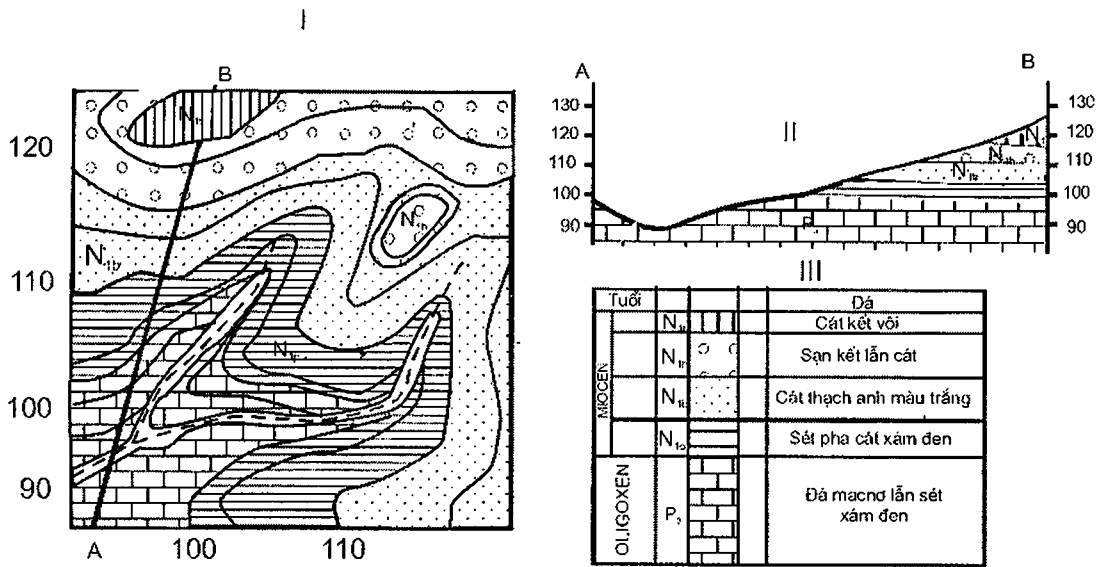 I
B
120
110
100
90
A
100
110
A
B
II
130
120
110
100
90
130
120
110
100
90
III
Tuổi
Đá
MIOCEN
Cát kết vôi
Sạn kết lẫn cát
Cát thạch anh màu trắng
Sét pha cát xám đen
OLIGOXEN
Đá macnơ lẫn sét
xám đen